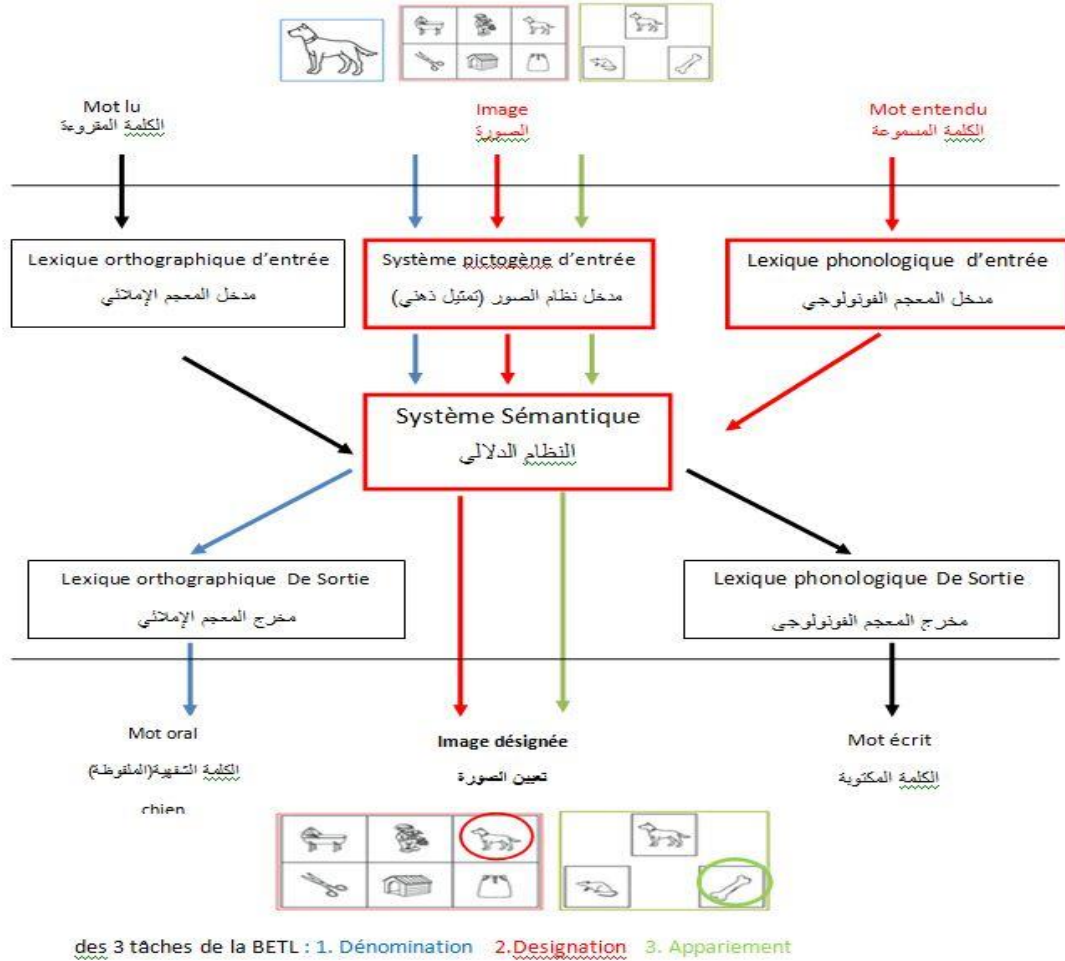 Mot lu
الكلمة المقروءة
Image
الصورة
Mot entendu
الكلمة المسموعة
Lexique orthographique d’entrée
مدخل المعجم الإملائي
Système pictogène d’entrée
مدخل نظام الصور (تمثيل ذهني)
Lexique phonologique d’entrée
مدخل المعجم الفونولوجي
Système Sémantique
النظام الدلالي
Lexique orthographique De Sortie
مخرج المعجم الإملائي
Lexique phonologique De Sortie
مخرج المعجم الفونولوجي
Mot oral
الكلمة الشفهية(الملفوظة)
chien
Image désignée
تعيين الصورة
Mot écrit
الكلمة المكتوبة
des 3 tâches de la BETL : 1. Dénomination 2.Designation 3. Appariement